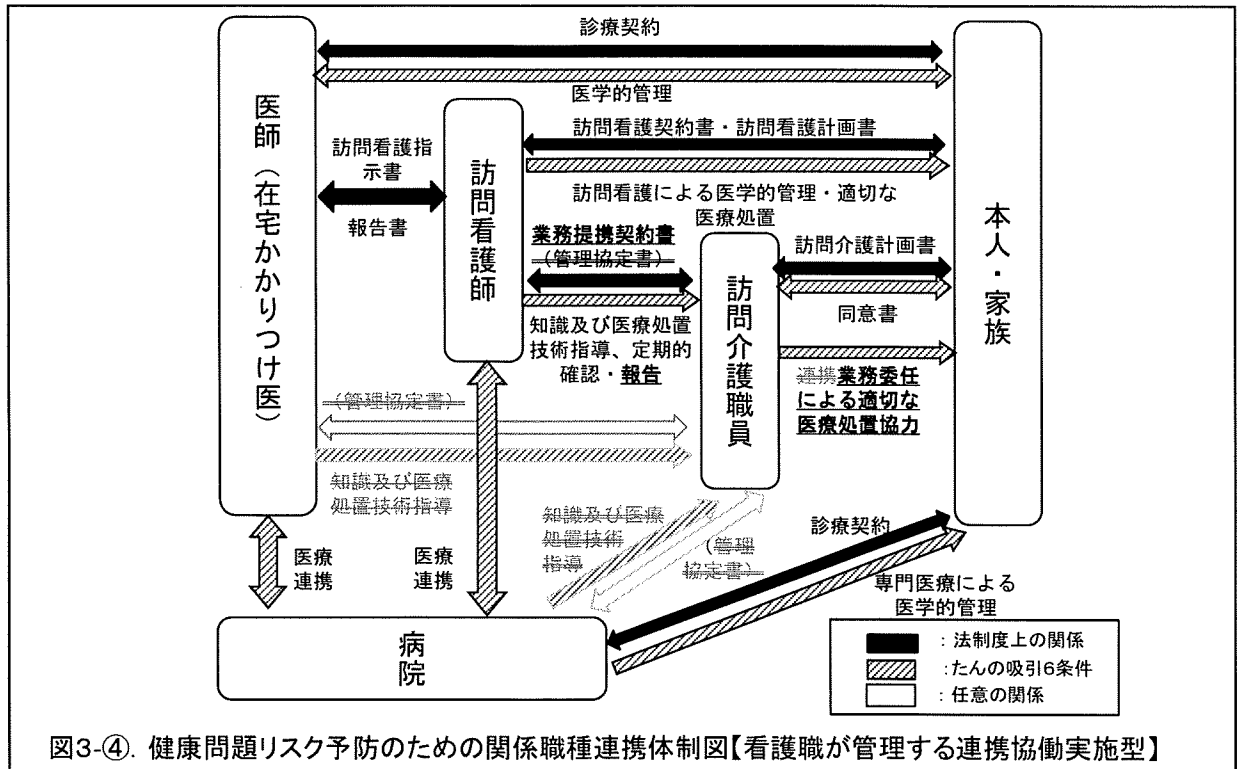 診療契約
医学的管理
医師（在宅かかりつけ医）
訪問看護指
示書
報告書
訪問看護師
訪問看護契約書・訪問看護計画書
訪問看護による医学的管理・適切な
医療処置
業務提携契約書
（管理協定書）
知識及び医療処置
技術指導、定期的
確認・報告
訪問介護職員
訪問介護計画書
同意書
連携業務委任
による適切な
医療処置協力
本人・家族
（管理協定書）
知識及び医療
処置技術指導
知識及び医療
処置技術
指導
（管理
協定書）
診療契約
専門医療による
医学的管理
医療
連携
医療
連携
病院
：法制度上の関係
：たんの吸引6条件
：任意の関係
図3-④. 健康問題リスク予防のための関係職種連携体制図【看護職が管理する連携協働実施型】